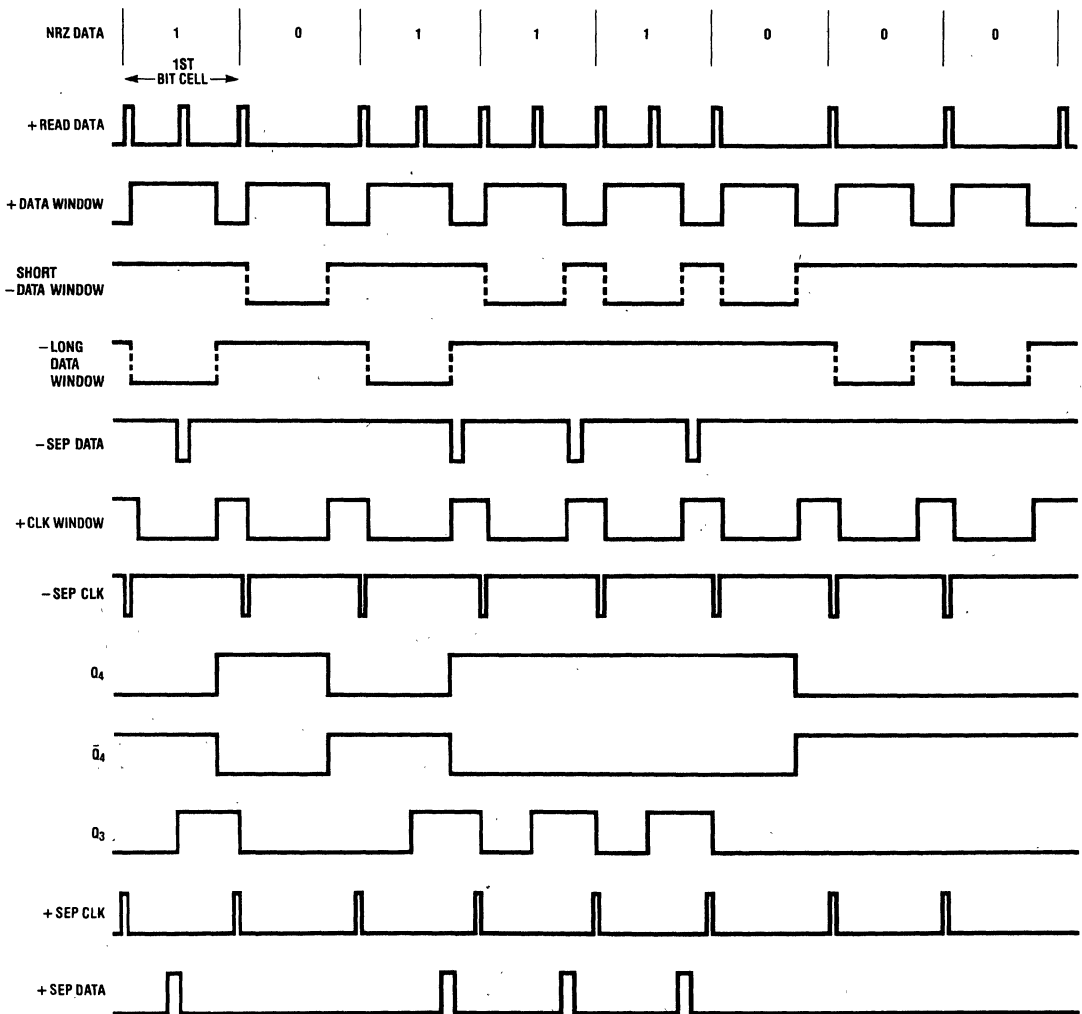 NRZ DATA 1 0 1 1 1 0 0 0
1ST
BIT CELL
+ READ DATA
+ DATA WINDOW
SHORT
– DATA WINDOW
– LONG
DATA
WINDOW
– SEP DATA
+ CLK WINDOW
– SEP CLK
Q4
Q̄4
Q3
+ SEP CLK
+ SEP DATA